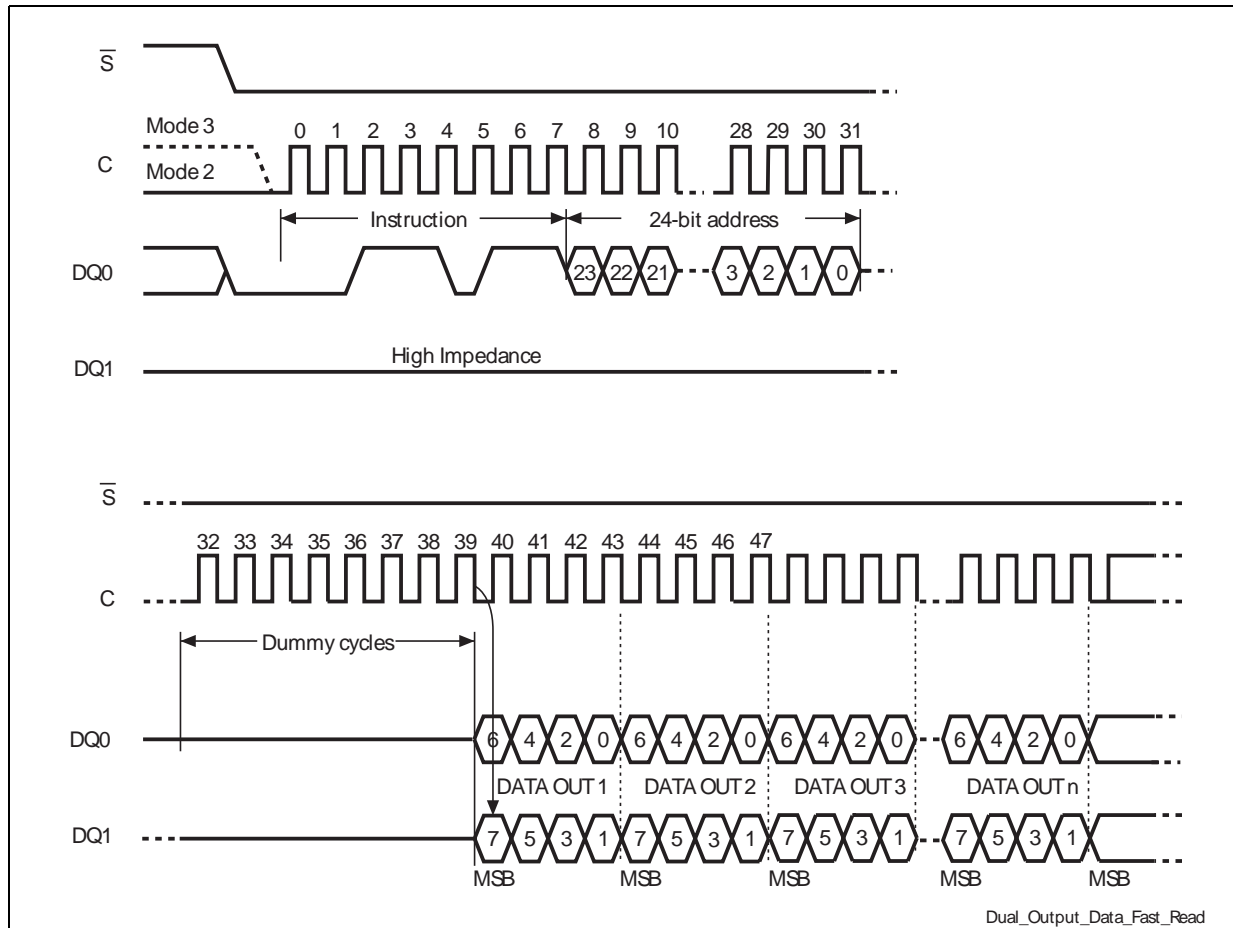 S
Mode 3
0 1 2 3 4 5 6 7 8 9 10 28 29 30 31
C
Mode 2
Instruction 24-bit address
DQ0 23 22 21 3 2 1 0
High Impedance
DQ1
S
32 33 34 35 36 37 38 39 40 41 42 43 44 45 46 47
C
Dummy cycles
DQ0 6 4 2 0 6 4 2 0 6 4 2 0 6 4 2 0
DATA OUT 1 DATA OUT 2 DATA OUT 3 DATA OUT n
DQ1 7 5 3 1 7 5 3 1 7 5 3 1 7 5 3 1
MSB MSB MSB MSB MSB
Dual_Output_Data_Fast_Read